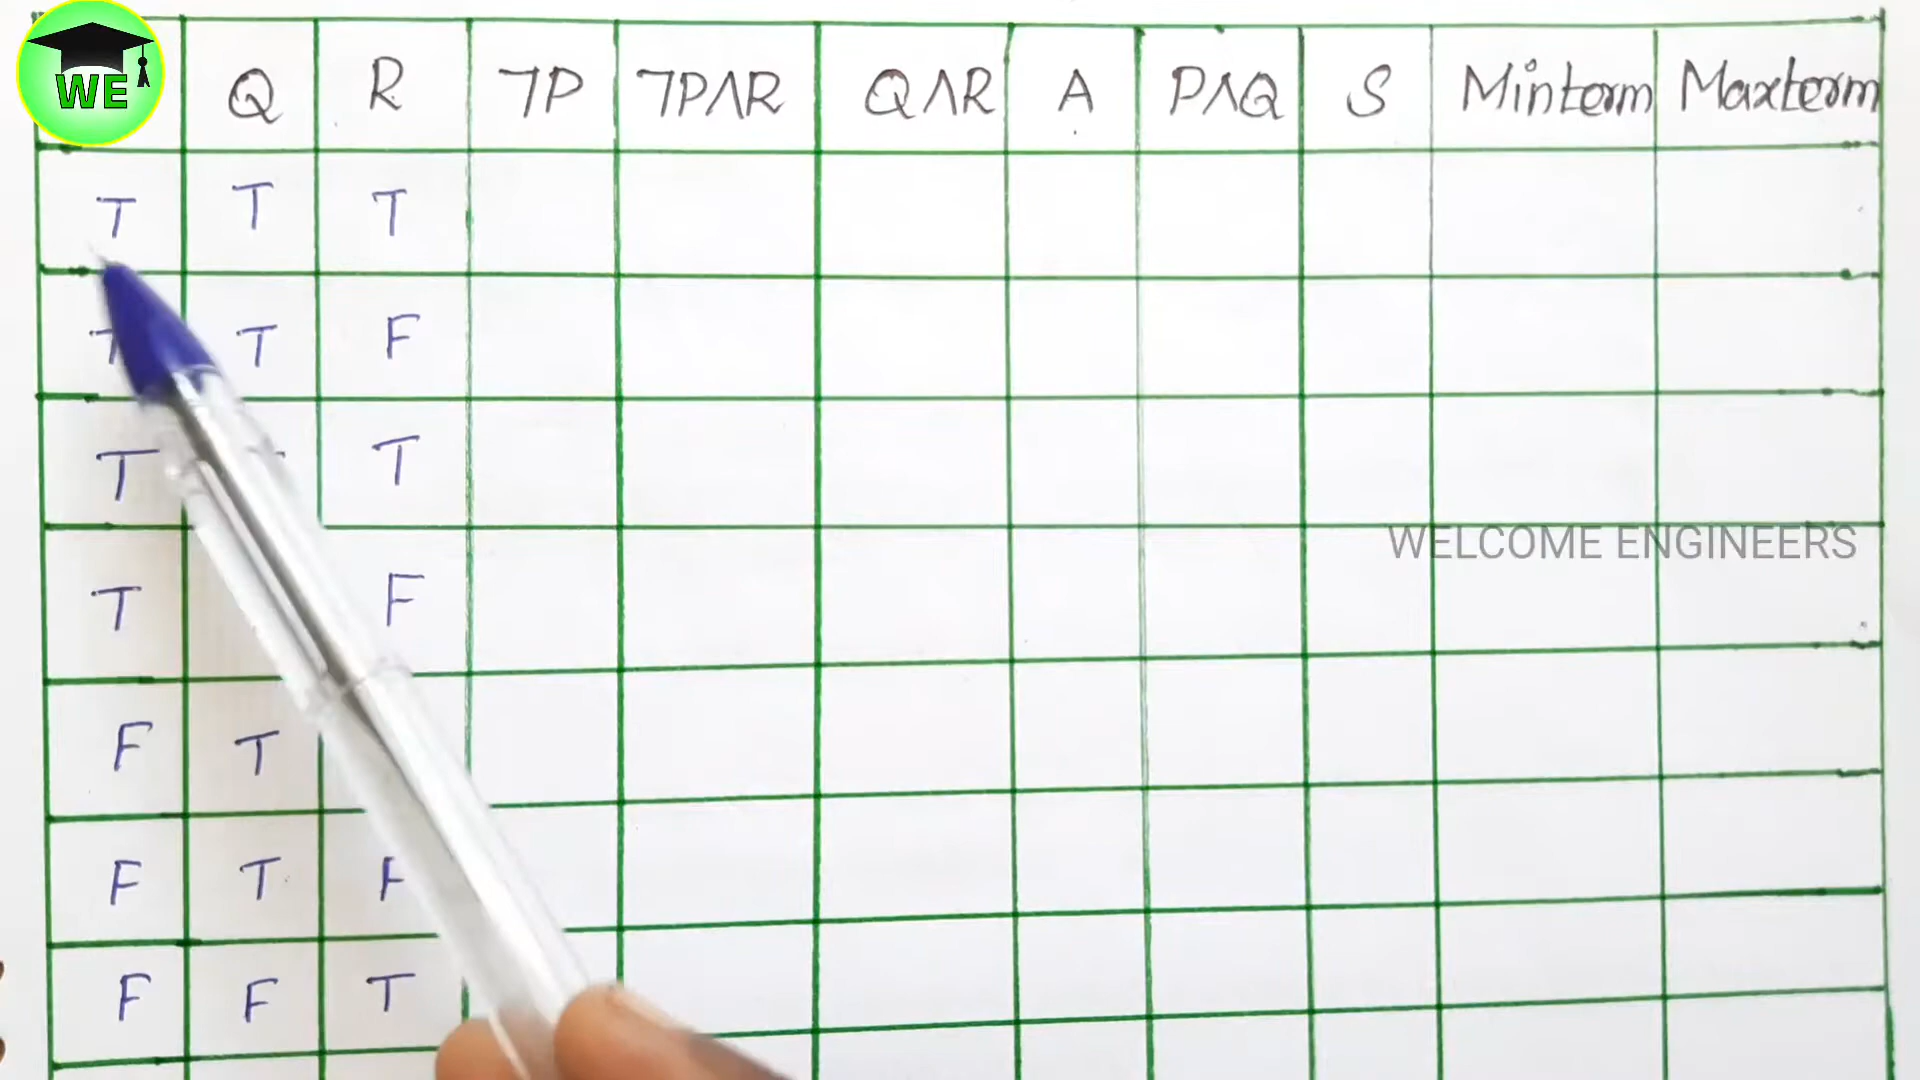 WE
Q R ¬P ¬P∧R Q∧R A P∧Q S Minterm Maxterm
T T T
T T F
T T
T F
WELCOME ENGINEERS
F T
F T F
F F T